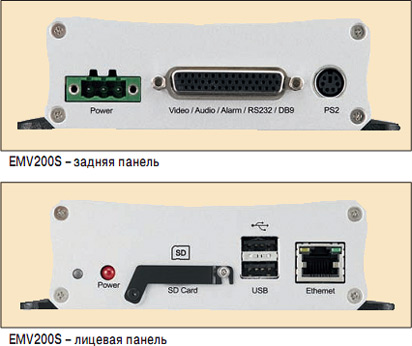 Power
Video / Audio / Alarm / RS232 / DB9
PS2
EMV200S – задняя панель
SD
Power
SD Card
USB
Ethernet
EMV200S – лицевая панель